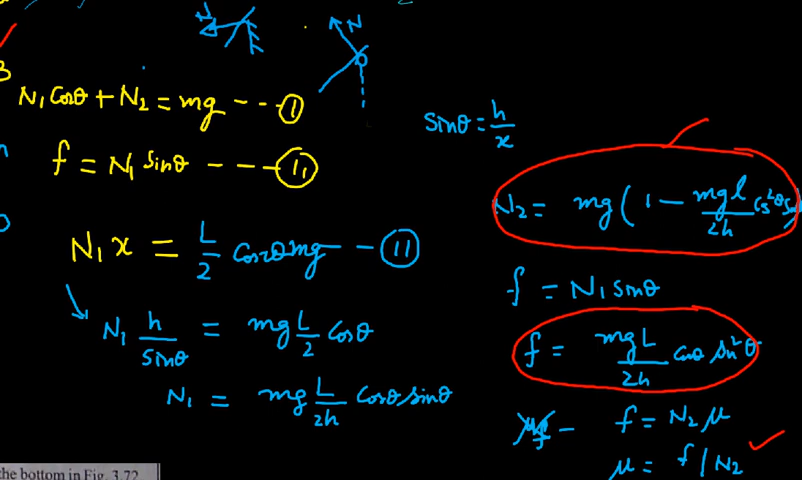 N
N
N₁ cosθ + N₂ = mg --- (I)
f = N₁ sinθ --- (II)
N₁ x = L/2 cosθ mg -- (II)
N₁ h/sinθ = mg L/2 cosθ
N₁ = mg L/2h cosθ sinθ
sinθ = h/x
N₂ = mg (1 - mgl/2h cos²θ
f = N₁ sinθ
f = mgL/2h cosθ sin²θ
f = N₂ μ
μ = f / N₂
the bottom in Fig. 3.72